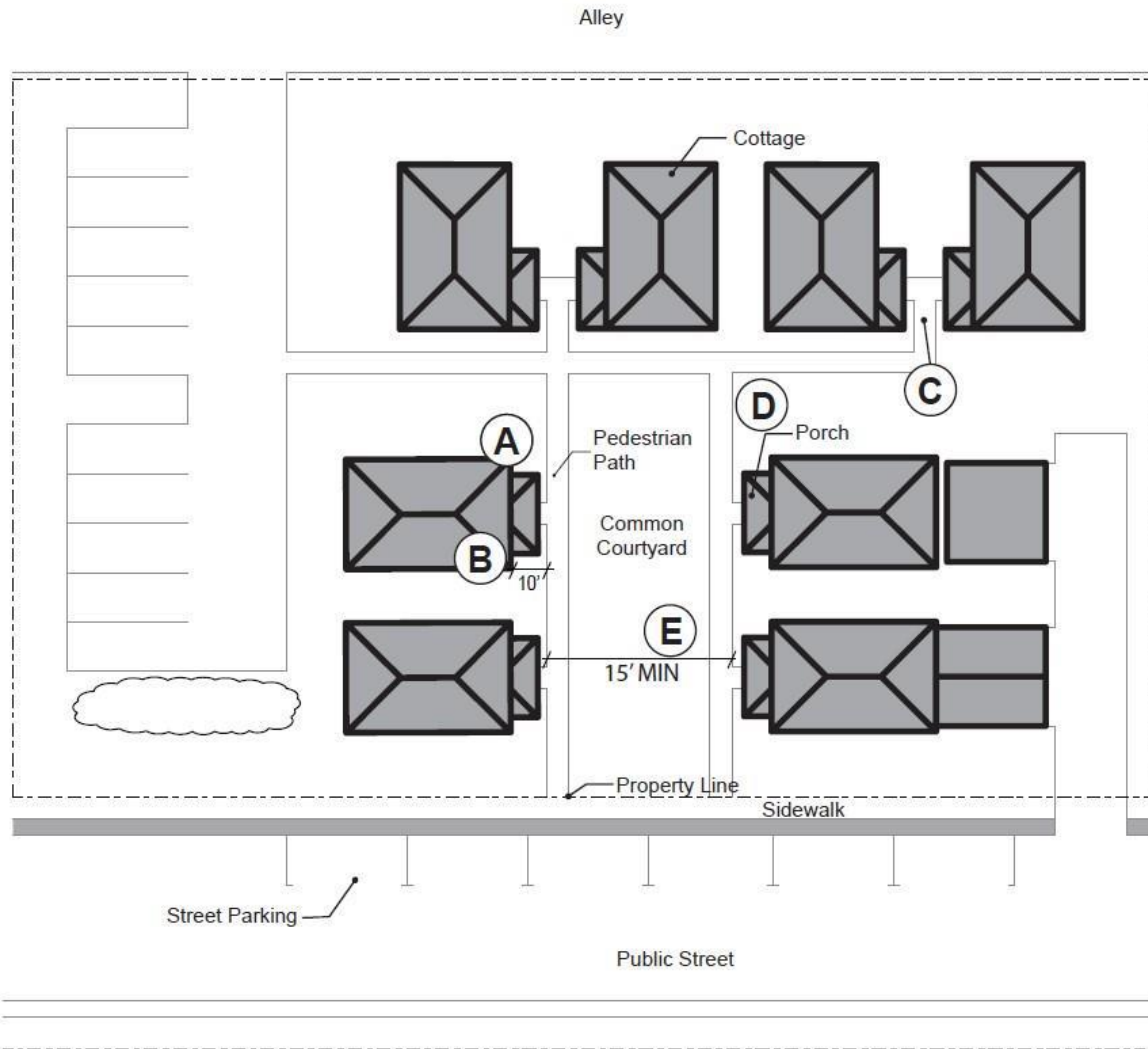 Alley
Cottage
C
D
A
Porch
Pedestrian
Path
Common
Courtyard
B
10'
E
15' MIN
Property Line
Sidewalk
Street Parking
Public Street